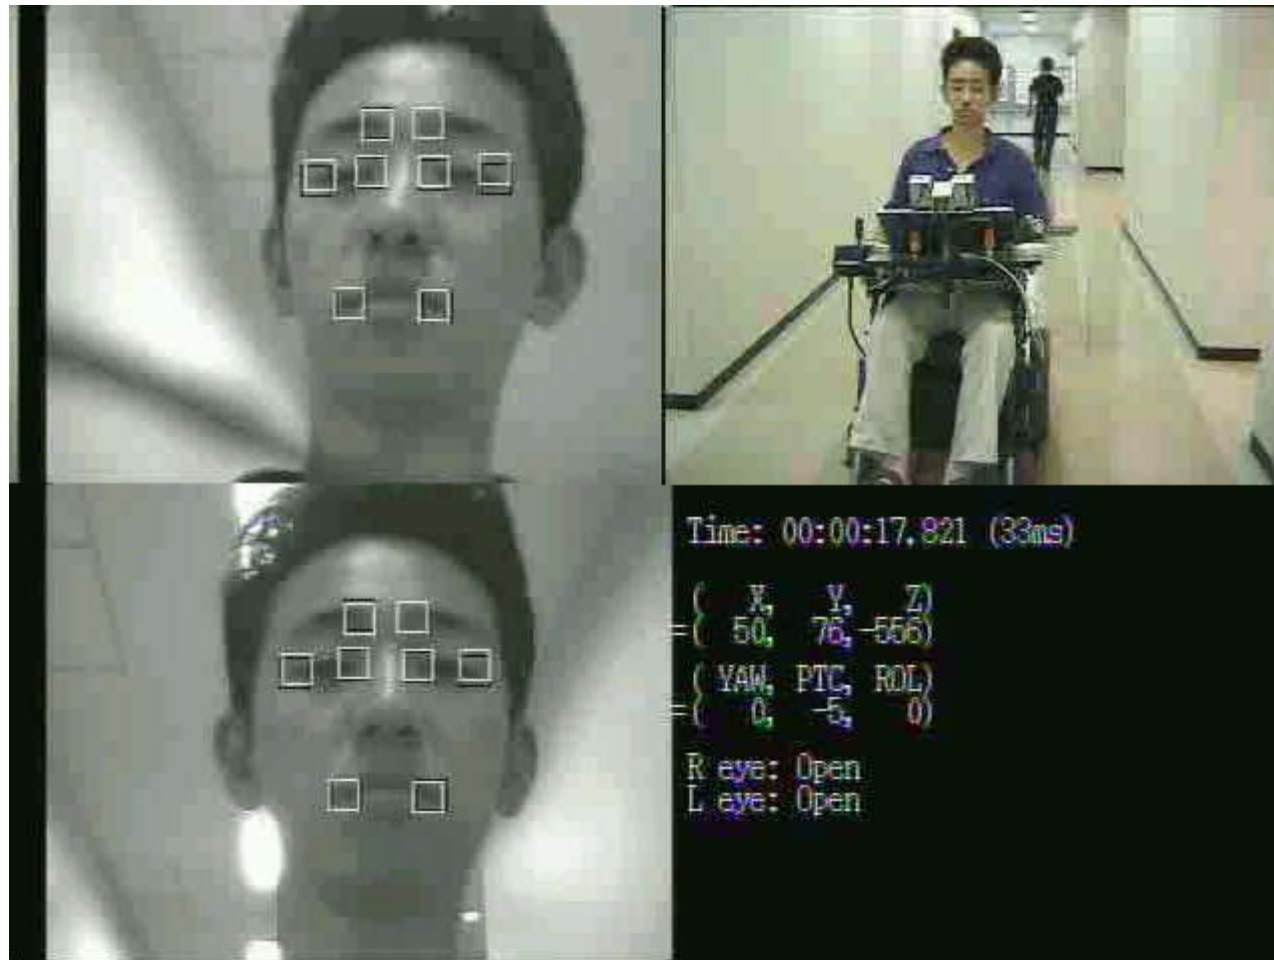 Time: 00:00:17.821 (33ms)
( X, Y, Z)
=( 50, 76, -556)
( YAW, PTC, ROL)
=( 0, -5, 0)
R eye: Open
L eye: Open